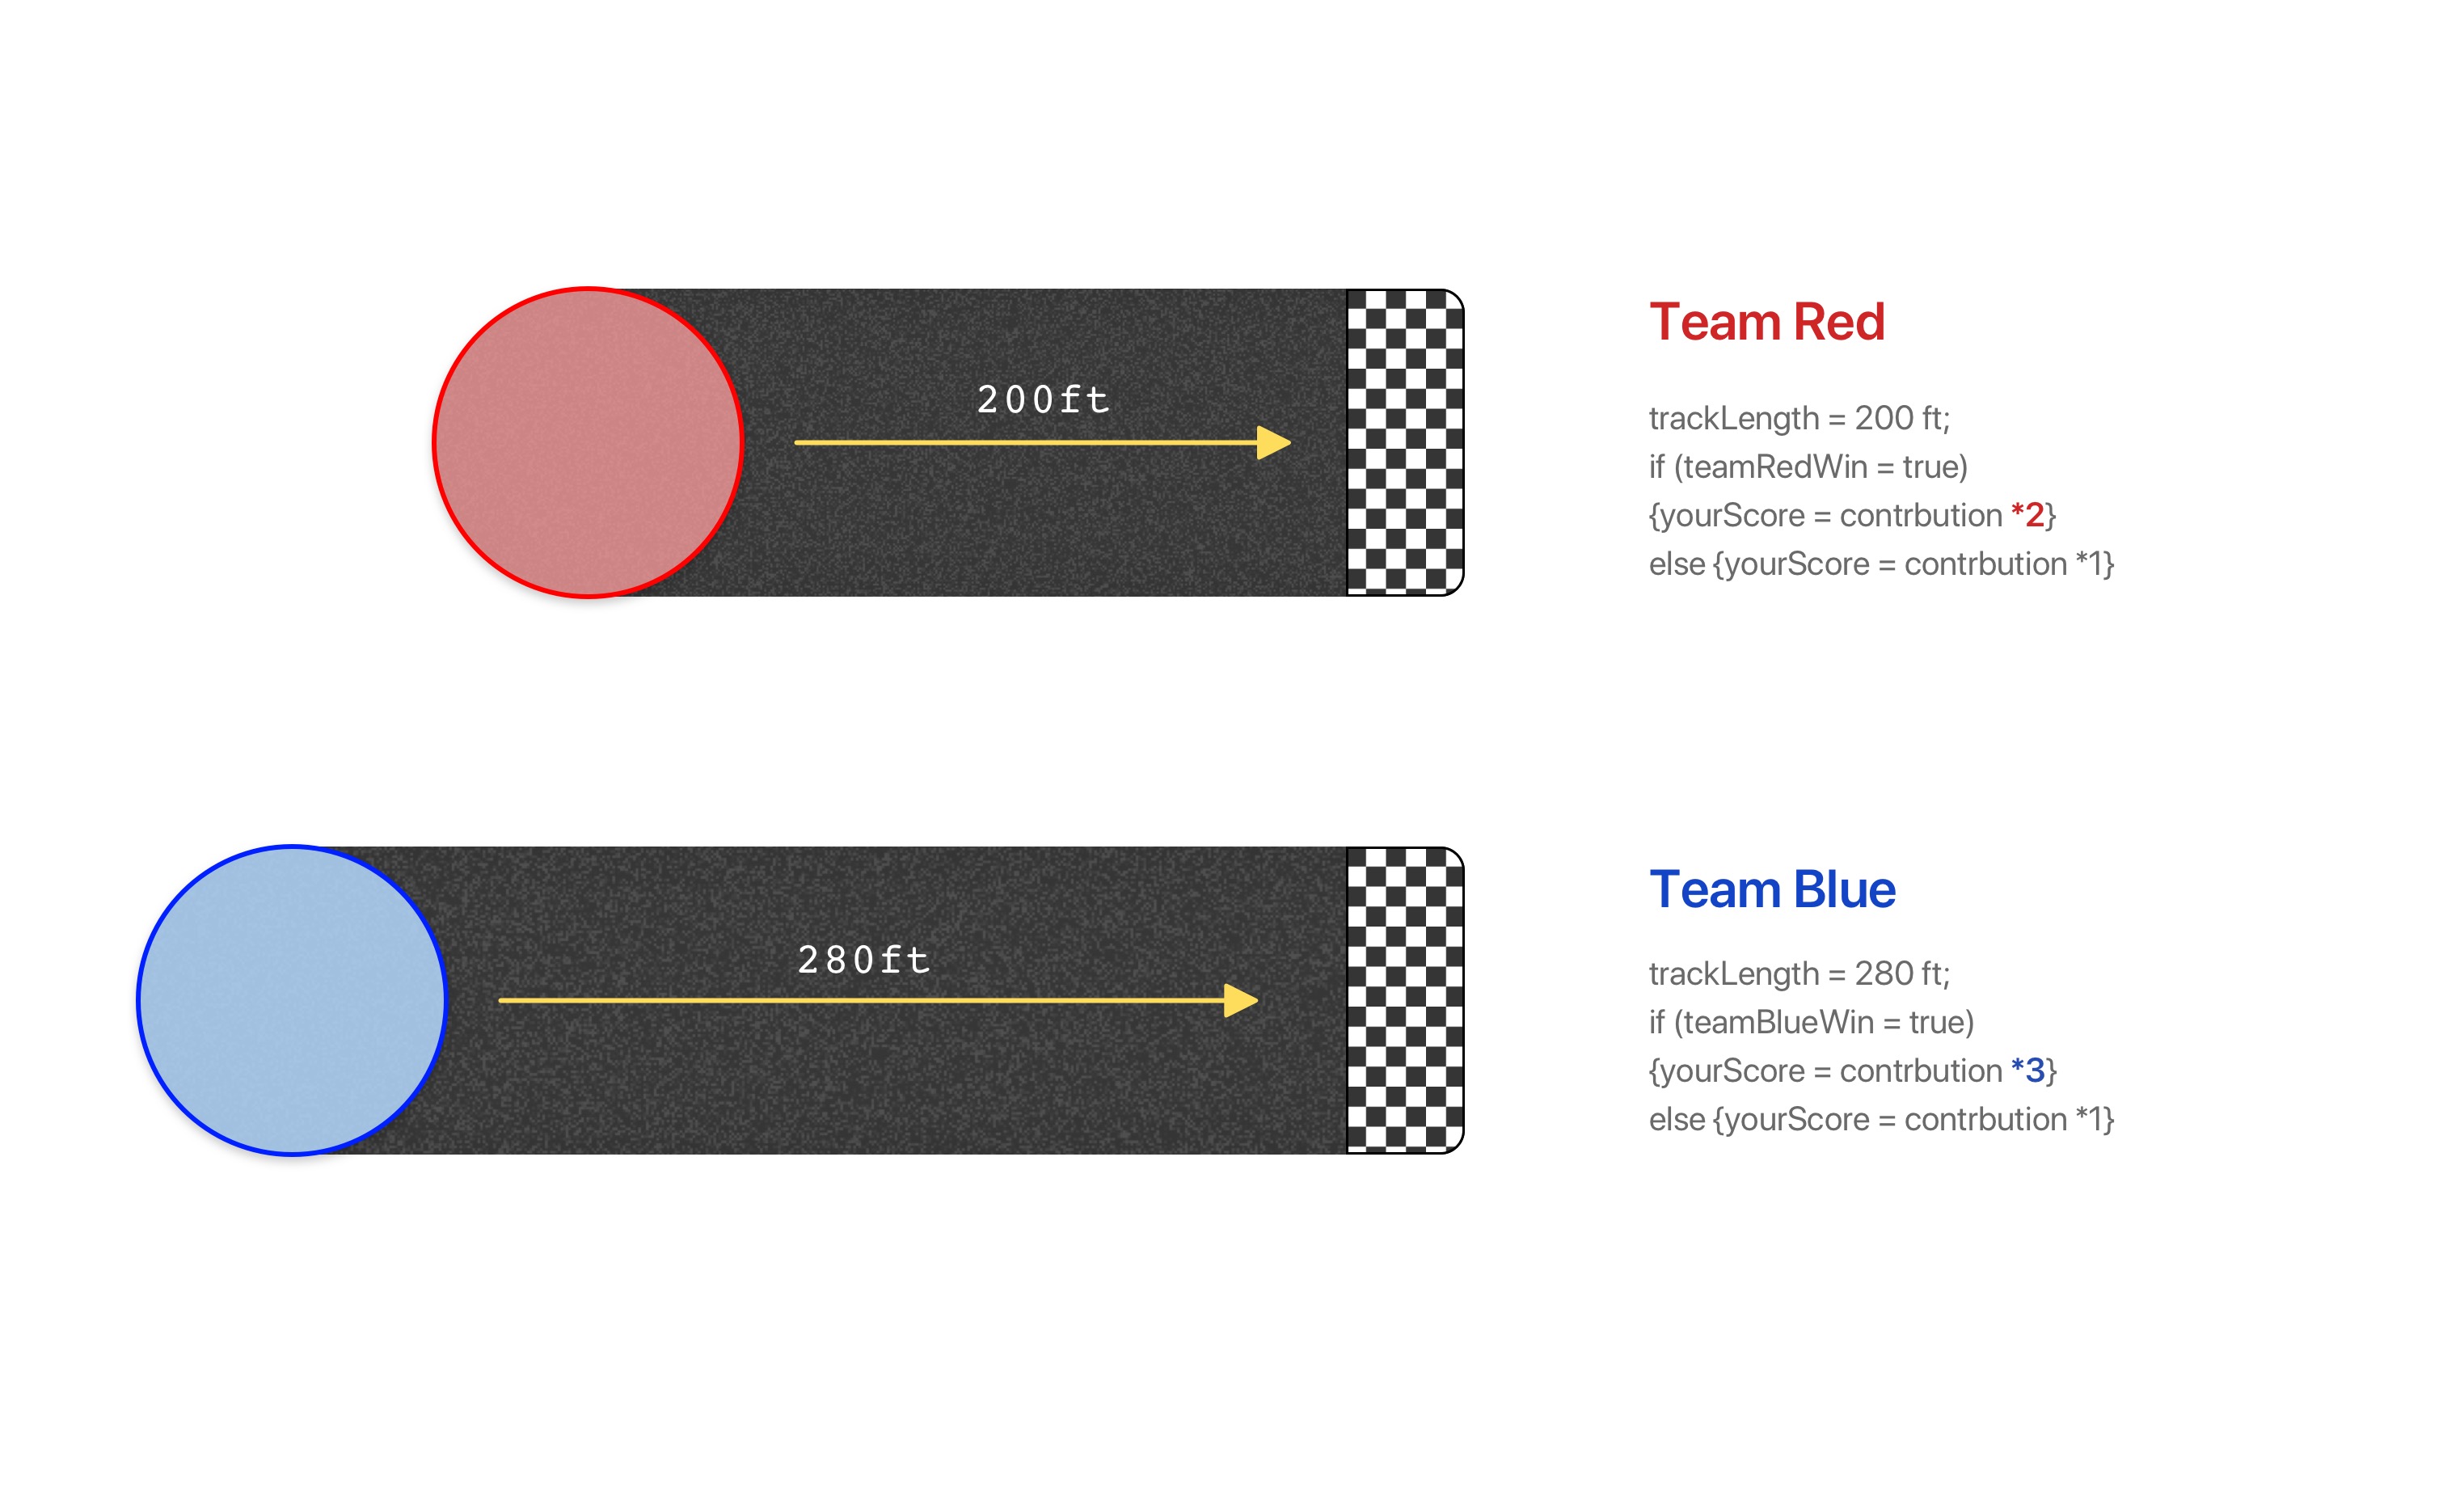 200ft
Team Red
trackLength = 200 ft;
if (teamRedWin = true)
{yourScore = contrbution *2}
else {yourScore = contrbution *1}
280ft
Team Blue
trackLength = 280 ft;
if (teamBlueWin = true)
{yourScore = contrbution *3}
else {yourScore = contrbution *1}